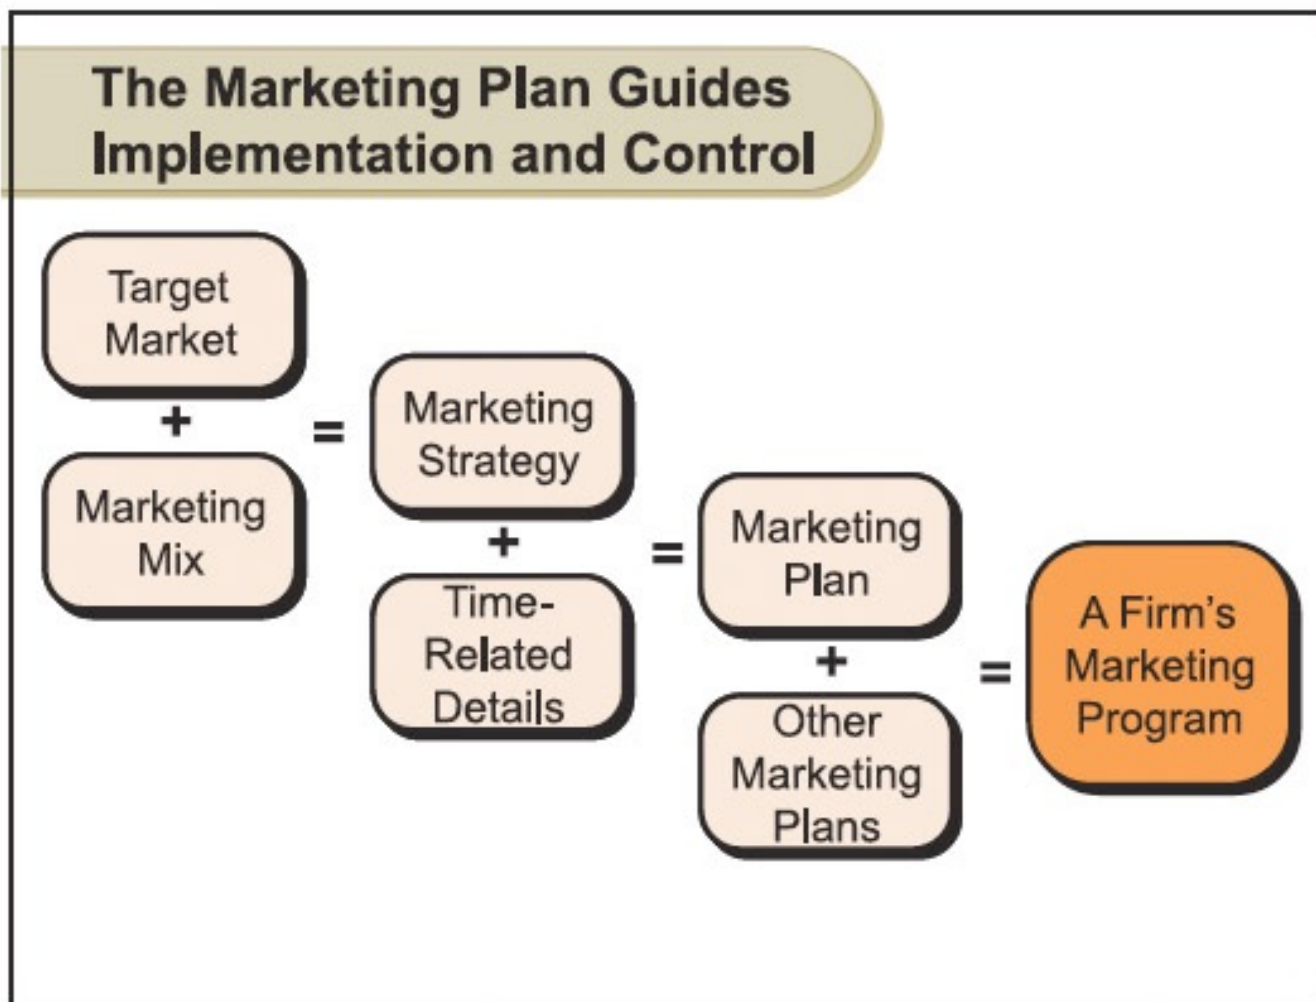 The Marketing Plan Guides
Implementation and Control
Target
Market
+
Marketing
Mix
=
Marketing
Strategy
+
Time-
Related
Details
=
Marketing
Plan
+
Other
Marketing
Plans
=
A Firm's
Marketing
Program